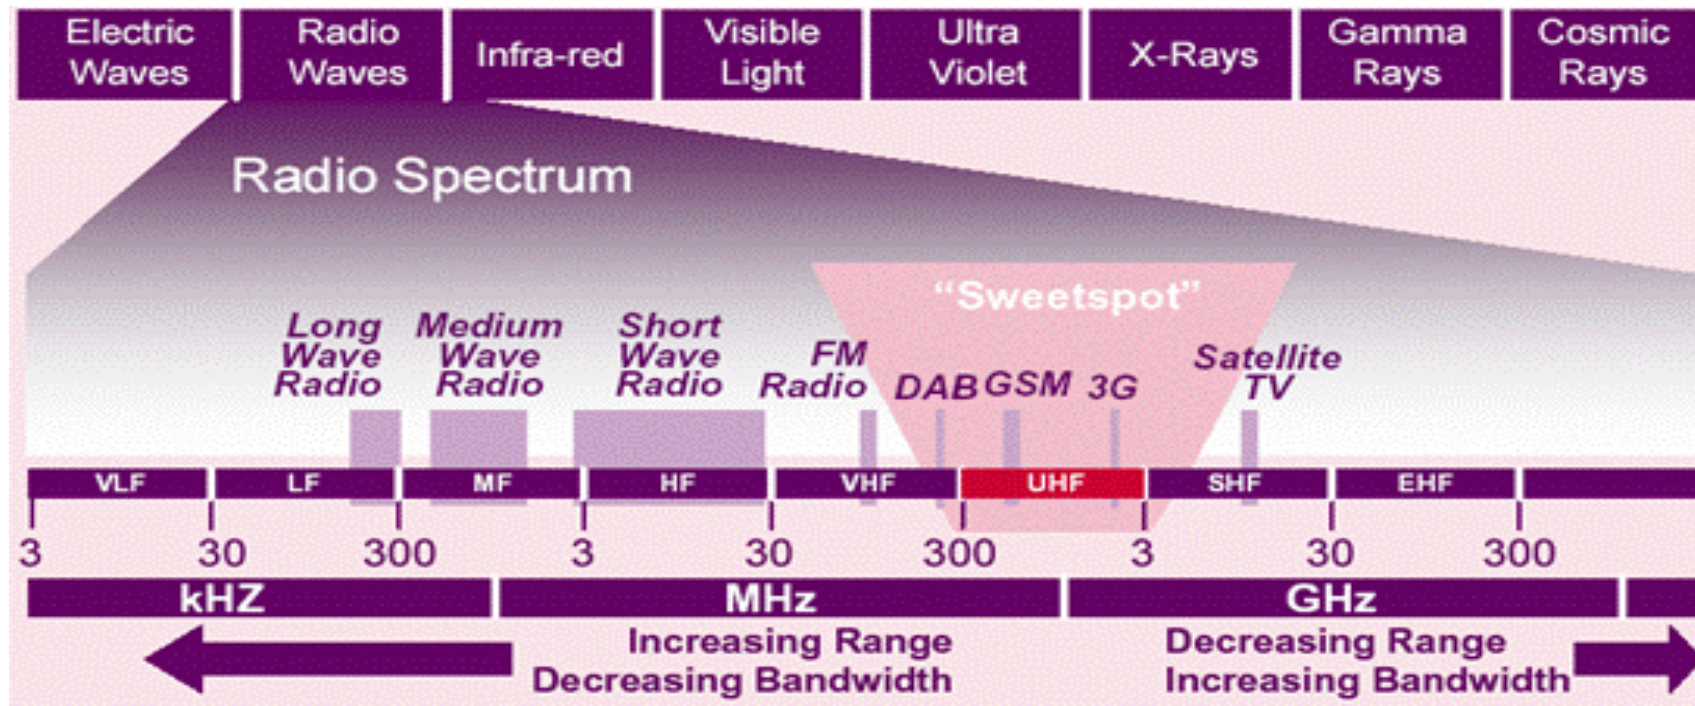 Electric
Waves
Radio
Waves
Infra-red
Visible
Light
Ultra
Violet
X-Rays
Gamma
Rays
Cosmic
Rays
Radio Spectrum
“Sweetspot”
Long
Wave
Radio
Medium
Wave
Radio
Short
Wave
Radio
FM
Radio
DAB
GSM
3G
Satellite
TV
VLF
LF
MF
HF
VHF
UHF
SHF
EHF
3
30
300
3
30
300
3
30
300
kHZ
MHz
GHz
Increasing Range
Decreasing Bandwidth
Decreasing Range
Increasing Bandwidth